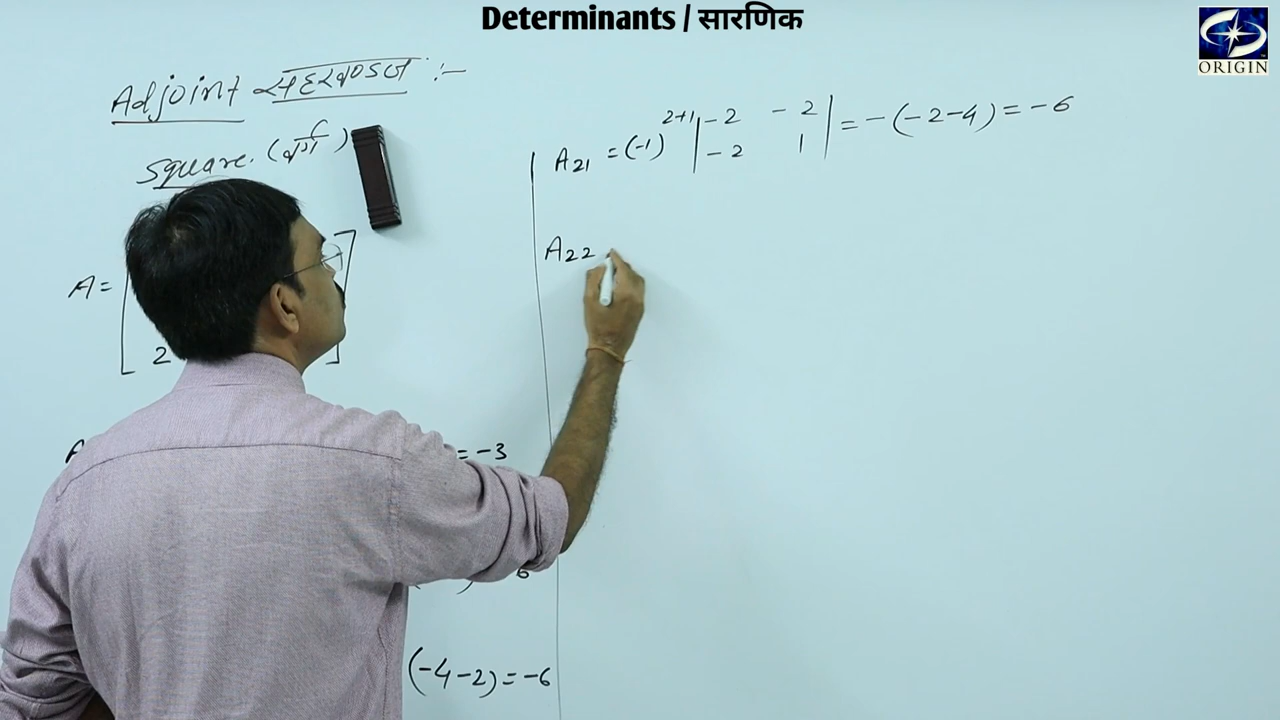 Determinants / सारणिक
ORIGIN
Adjoint सहखण्डज :-
Square. (वर्ग)
A =
2
= -3
6
(-4-2) = -6
A21 = (-1)^2+1 | -2 -2 | = -(-2-4) = -6
-2 1
A22